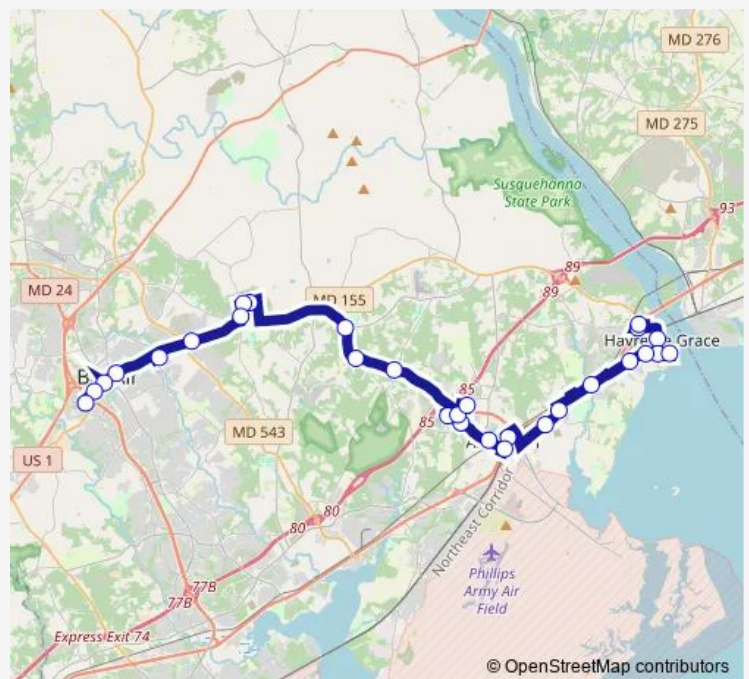 MD 276
MD 275
Susquehanna
State Park
93
MD 24
89
89
MD 155
Havre de Grace
85
85
MD 543
US 1
80
80
Northeast Corridor
Phillips
Army Air
Field
77B
77B
Express Exit 74
© OpenStreetMap contributors